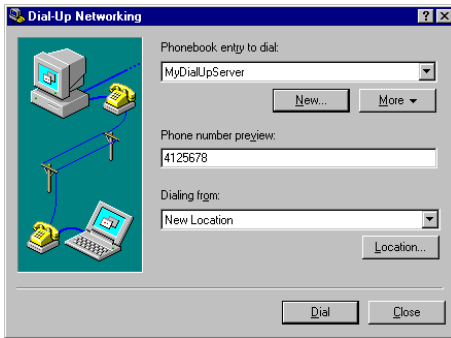 Dial-Up Networking
Phonebook entry to dial:
MyDialUpServer
New...
More
Phone number preview:
4125678
Dialing from:
New Location
Location...
Dial
Close